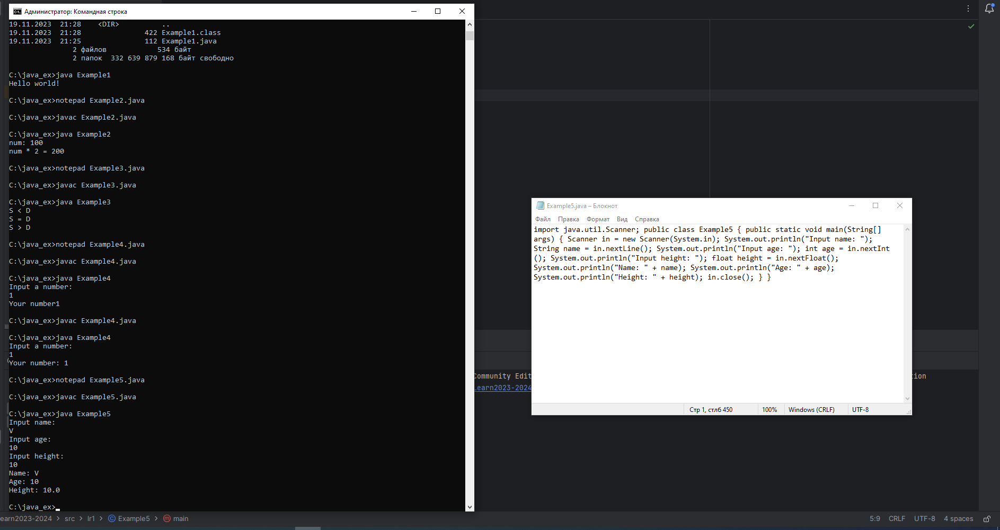 Администратор: Командная строка
19.11.2023  21:28    <DIR>          ..
19.11.2023  21:28               422 Example1.class
19.11.2023  21:25               112 Example1.java
               2 файлов            534 байт
               2 папок  332 639 879 168 байт свободно
C:\java_ex>java Example1
Hello world!
C:\java_ex>notepad Example2.java
C:\java_ex>javac Example2.java
C:\java_ex>java Example2
num: 100
num * 2 = 200
C:\java_ex>notepad Example3.java
C:\java_ex>javac Example3.java
C:\java_ex>java Example3
S < D
S = D
S > D
C:\java_ex>notepad Example4.java
C:\java_ex>javac Example4.java
C:\java_ex>java Example4
Input a number:
1
Your number1
C:\java_ex>javac Example4.java
C:\java_ex>java Example4
Input a number:
1
Your number: 1
C:\java_ex>notepad Example5.java
C:\java_ex>javac Example5.java
C:\java_ex>java Example5
Input name:
V
Input age:
10
Input height:
10
Name: V
Age: 10
Height: 10.0
C:\java_ex>
Example5.java – Блокнот
Файл Правка Формат Вид Справка
import java.util.Scanner; public class Example5 { public static void main(String[]
args) { Scanner in = new Scanner(System.in); System.out.println("Input name: ");
String name = in.nextLine(); System.out.println("Input age: "); int age = in.nextInt
(); System.out.println("Input height: "); float height = in.nextFloat();
System.out.println("Name: " + name); System.out.println("Age: " + age);
System.out.println("Height: " + height); in.close(); } }
Стр 1, стлб 450 100% Windows (CRLF) UTF-8
Community Edit
tion
Learn2023-2024
earn2023-2024 > src > lr1 > Example5 > main
5:9 CRLF UTF-8 4 spaces